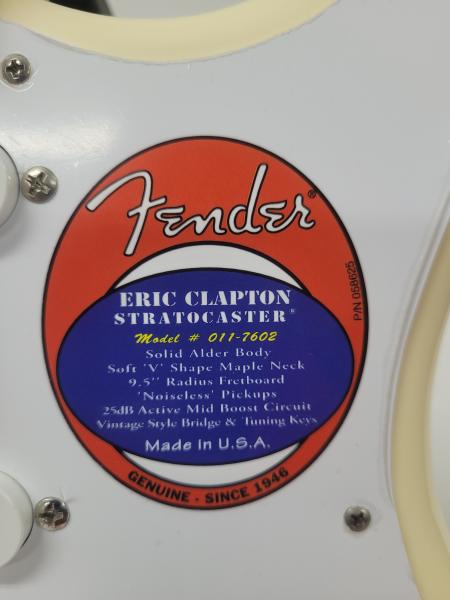 Fender®
ERIC CLAPTON
STRATOCASTER®
Model # 011-7602
Solid Alder Body
Soft 'V' Shape Maple Neck
9.5" Radius Fretboard
'Noiseless' Pickups
25dB Active Mid Boost Circuit
Vintage Style Bridge & Tuning Keys
Made in U.S.A.
GENUINE - SINCE 1946
P/N 058625